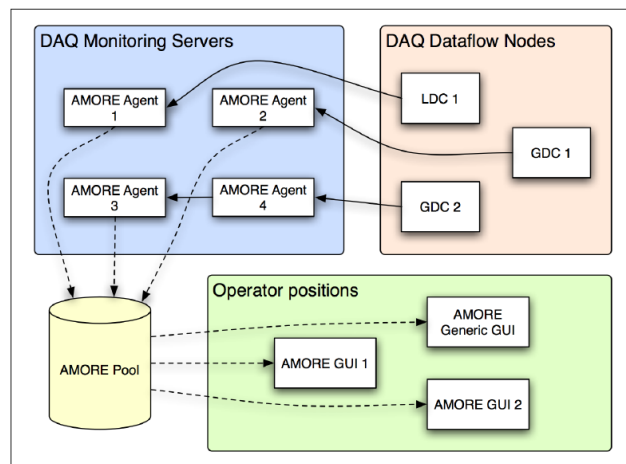 DAQ Monitoring Servers
DAQ Dataflow Nodes
AMORE Agent
1
AMORE Agent
2
LDC 1
GDC 1
AMORE Agent
3
AMORE Agent
4
GDC 2
Operator positions
AMORE
Generic GUI
AMORE Pool
AMORE GUI 1
AMORE GUI 2